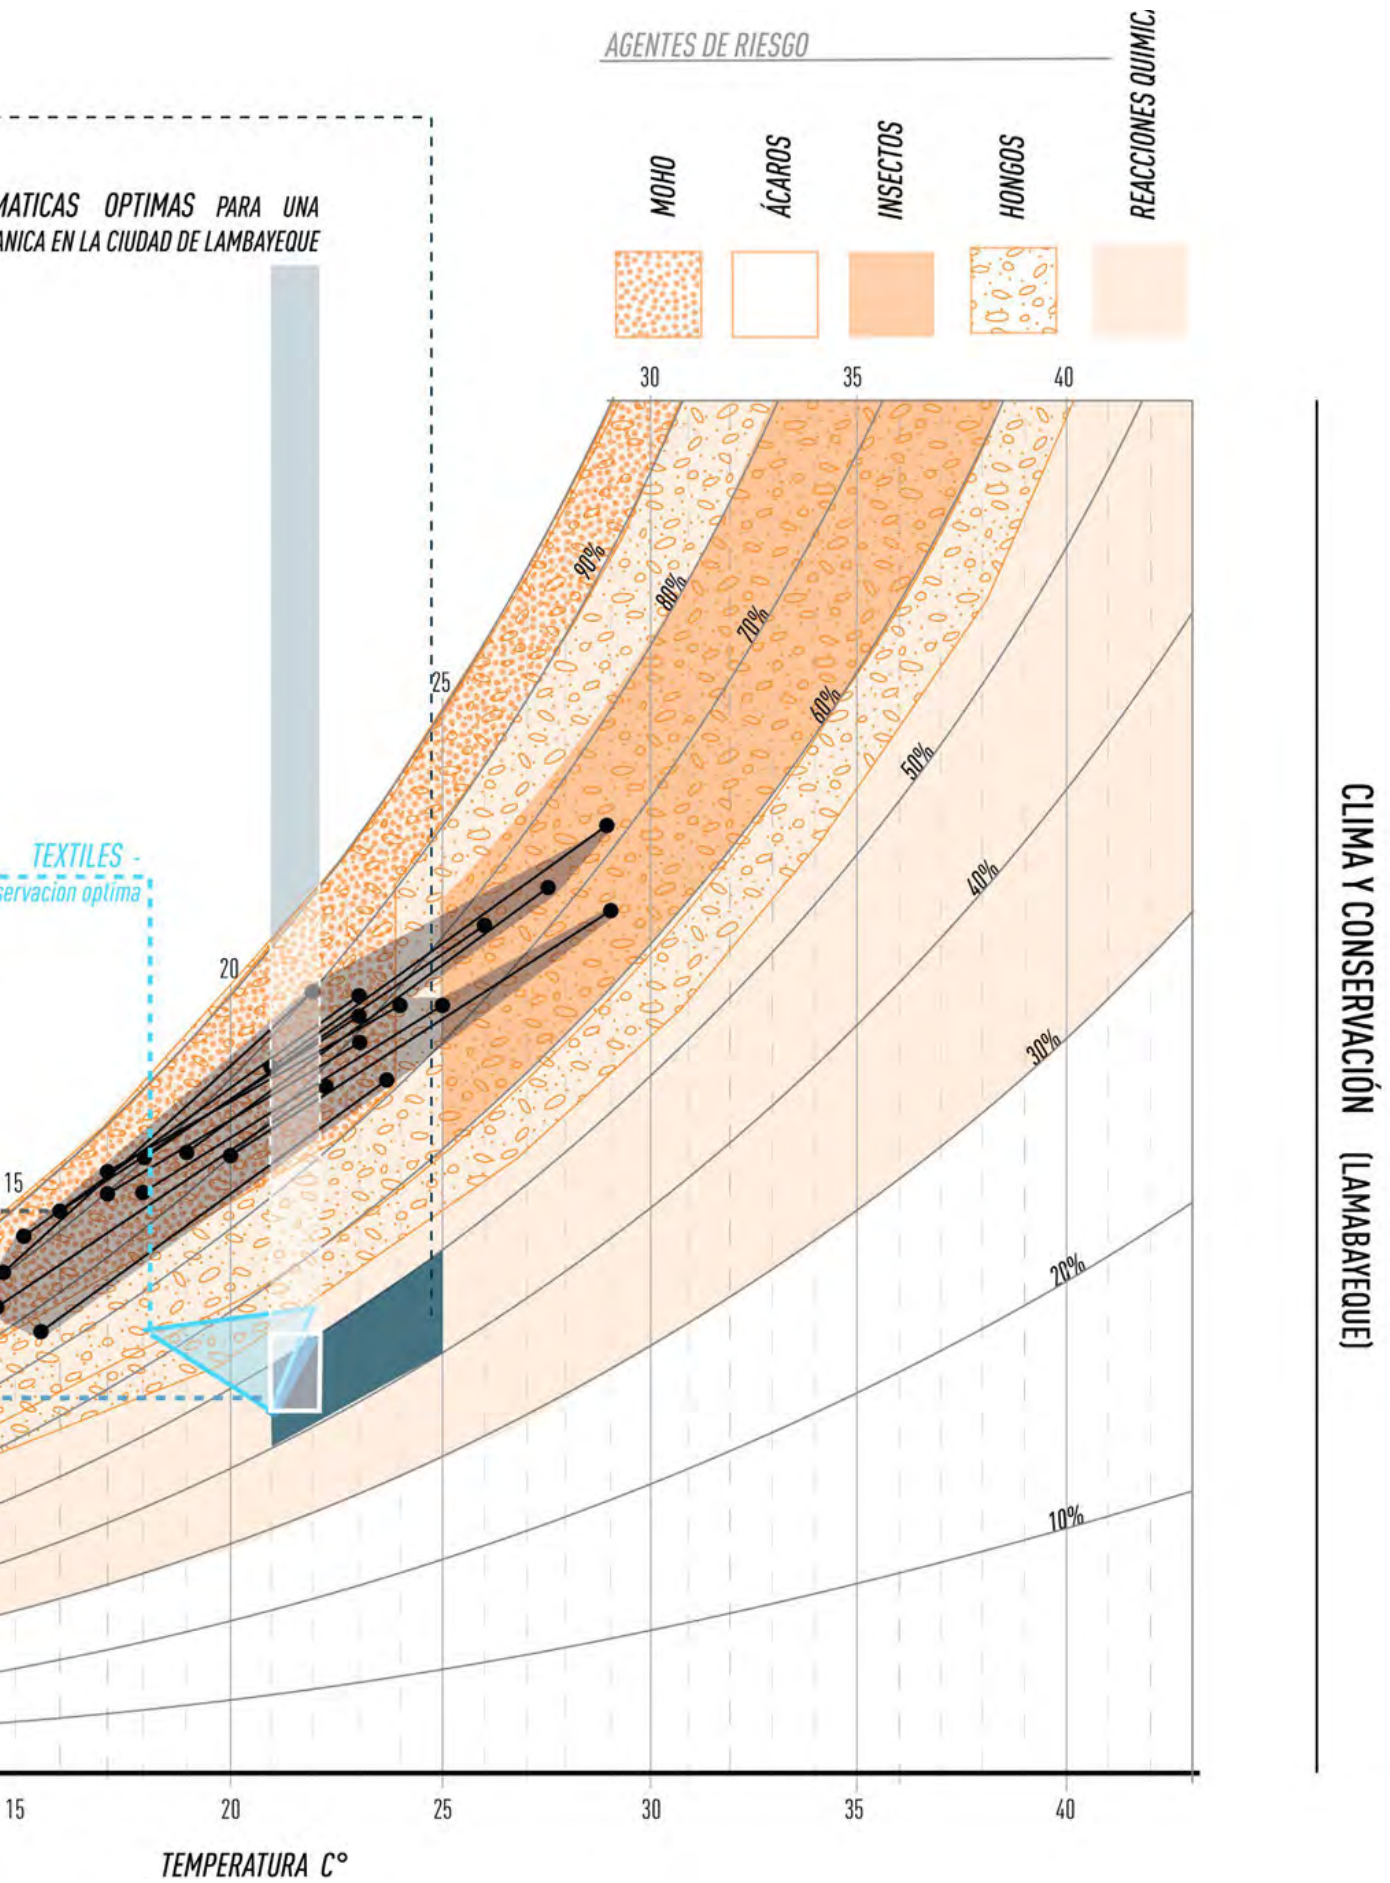 AGENTES DE RIESGO
MOHO
ÁCAROS
INSECTOS
HONGOS
REACCIONES QUIMIC
MATICAS OPTIMAS PARA UNA
ANICA EN LA CIUDAD DE LAMBAYEQUE
30
35
40
90%
80%
70%
25
60%
50%
TEXTILES -
servacion optima
40%
20
30%
15
20%
10%
CLIMA Y CONSERVACIÓN (LAMABAYEQUE)
15
20
25
30
35
40
TEMPERATURA C°